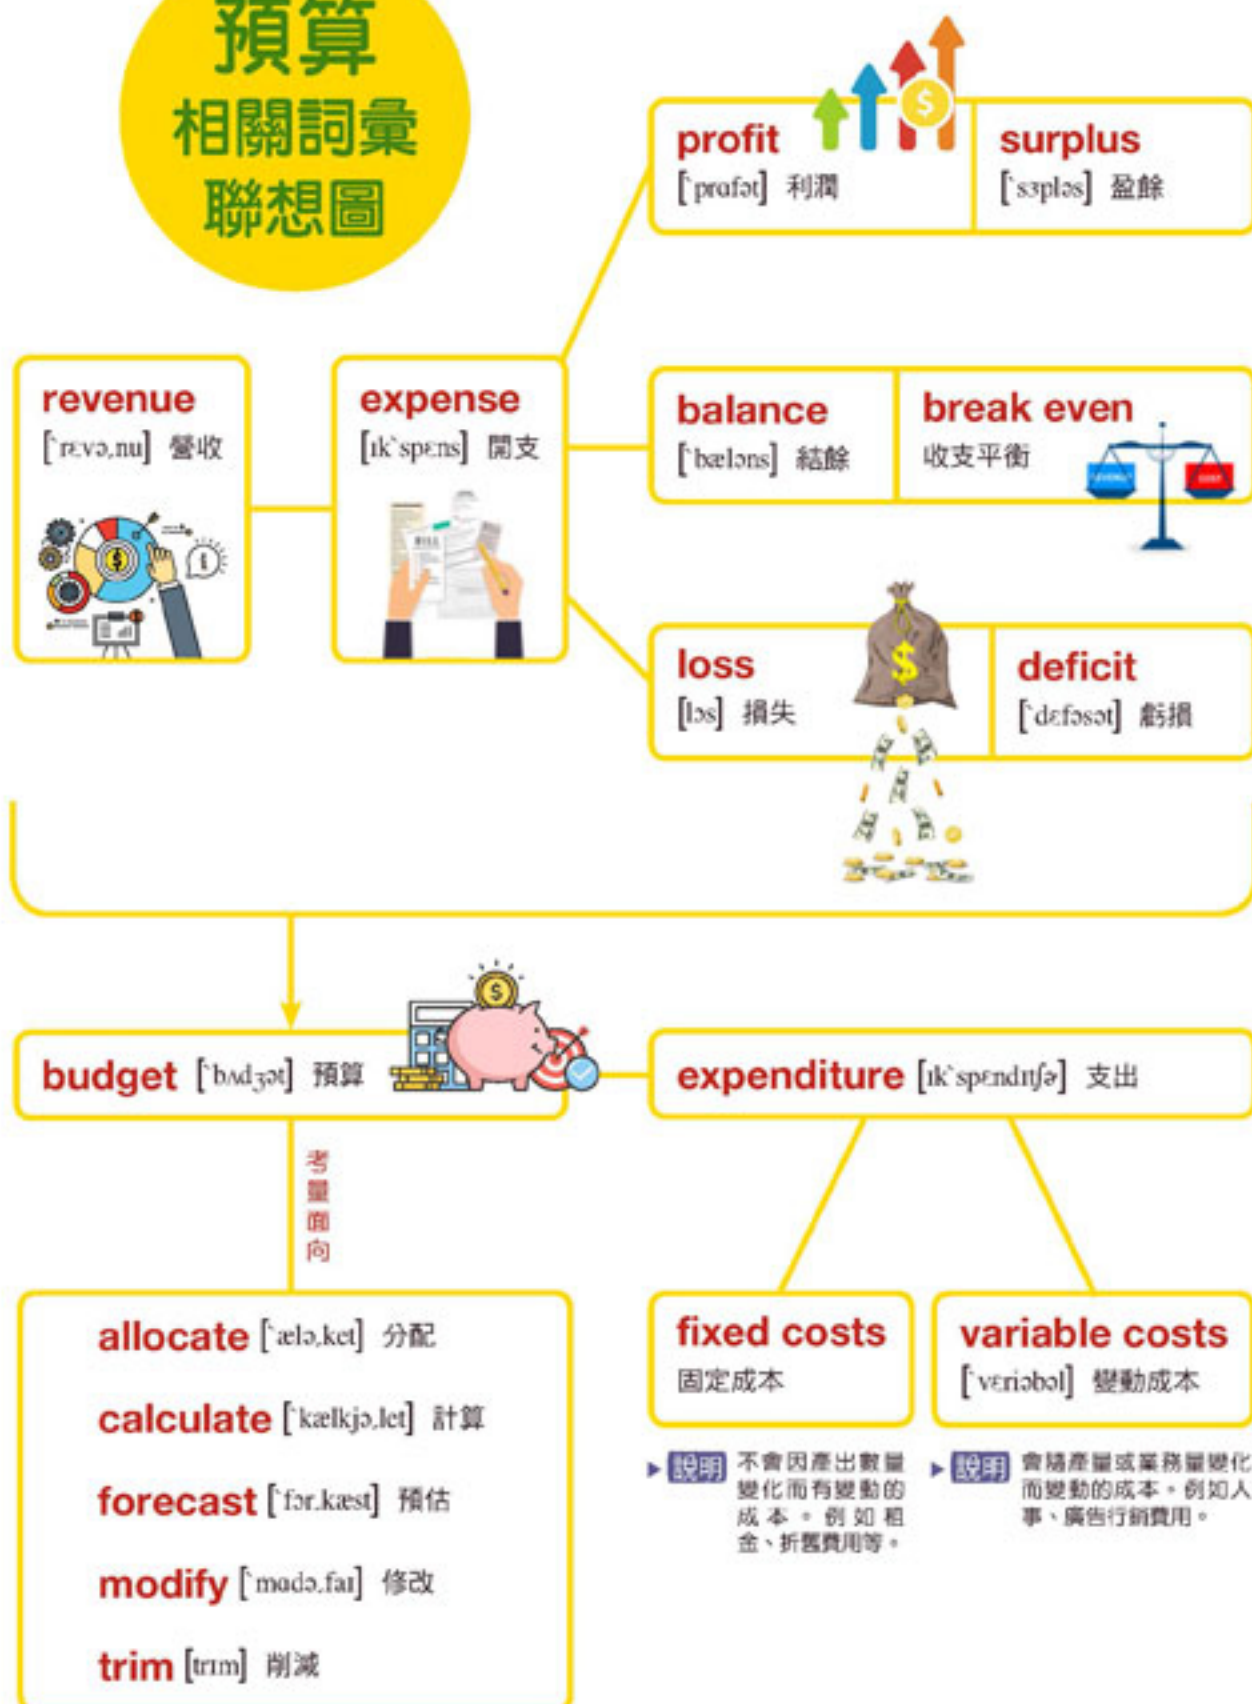 預算
相關詞彙
聯想圖
profit
[ˋprɑfət] 利潤
surplus
[ˋsɝpləs] 盈餘
revenue
[ˋrɛvə͵nu] 營收
expense
[ɪkˋspɛns] 開支
balance
[ˋbæləns] 結餘
break even
收支平衡
BILL
loss
[lɔs] 損失
deficit
[ˋdɛfəsət] 虧損
budget [ˋbʌdʒət] 預算
expenditure [ɪkˋspɛndɪtʃɚ] 支出
考量面向
allocate [ˋælə͵ket] 分配
calculate [ˋkælkjə͵let] 計算
forecast [ˋfɔr͵kæst] 預估
modify [ˋmɑdə͵faɪ] 修改
trim [trɪm] 削減
fixed costs
固定成本
說明 不會因產出數量
變化而有變動的
成本。例如租
金、折舊費用等。
variable costs
[ˋvɛriəbəl] 變動成本
說明 會隨產量或業務量變化
而變動的成本。例如人
事、廣告行銷費用。